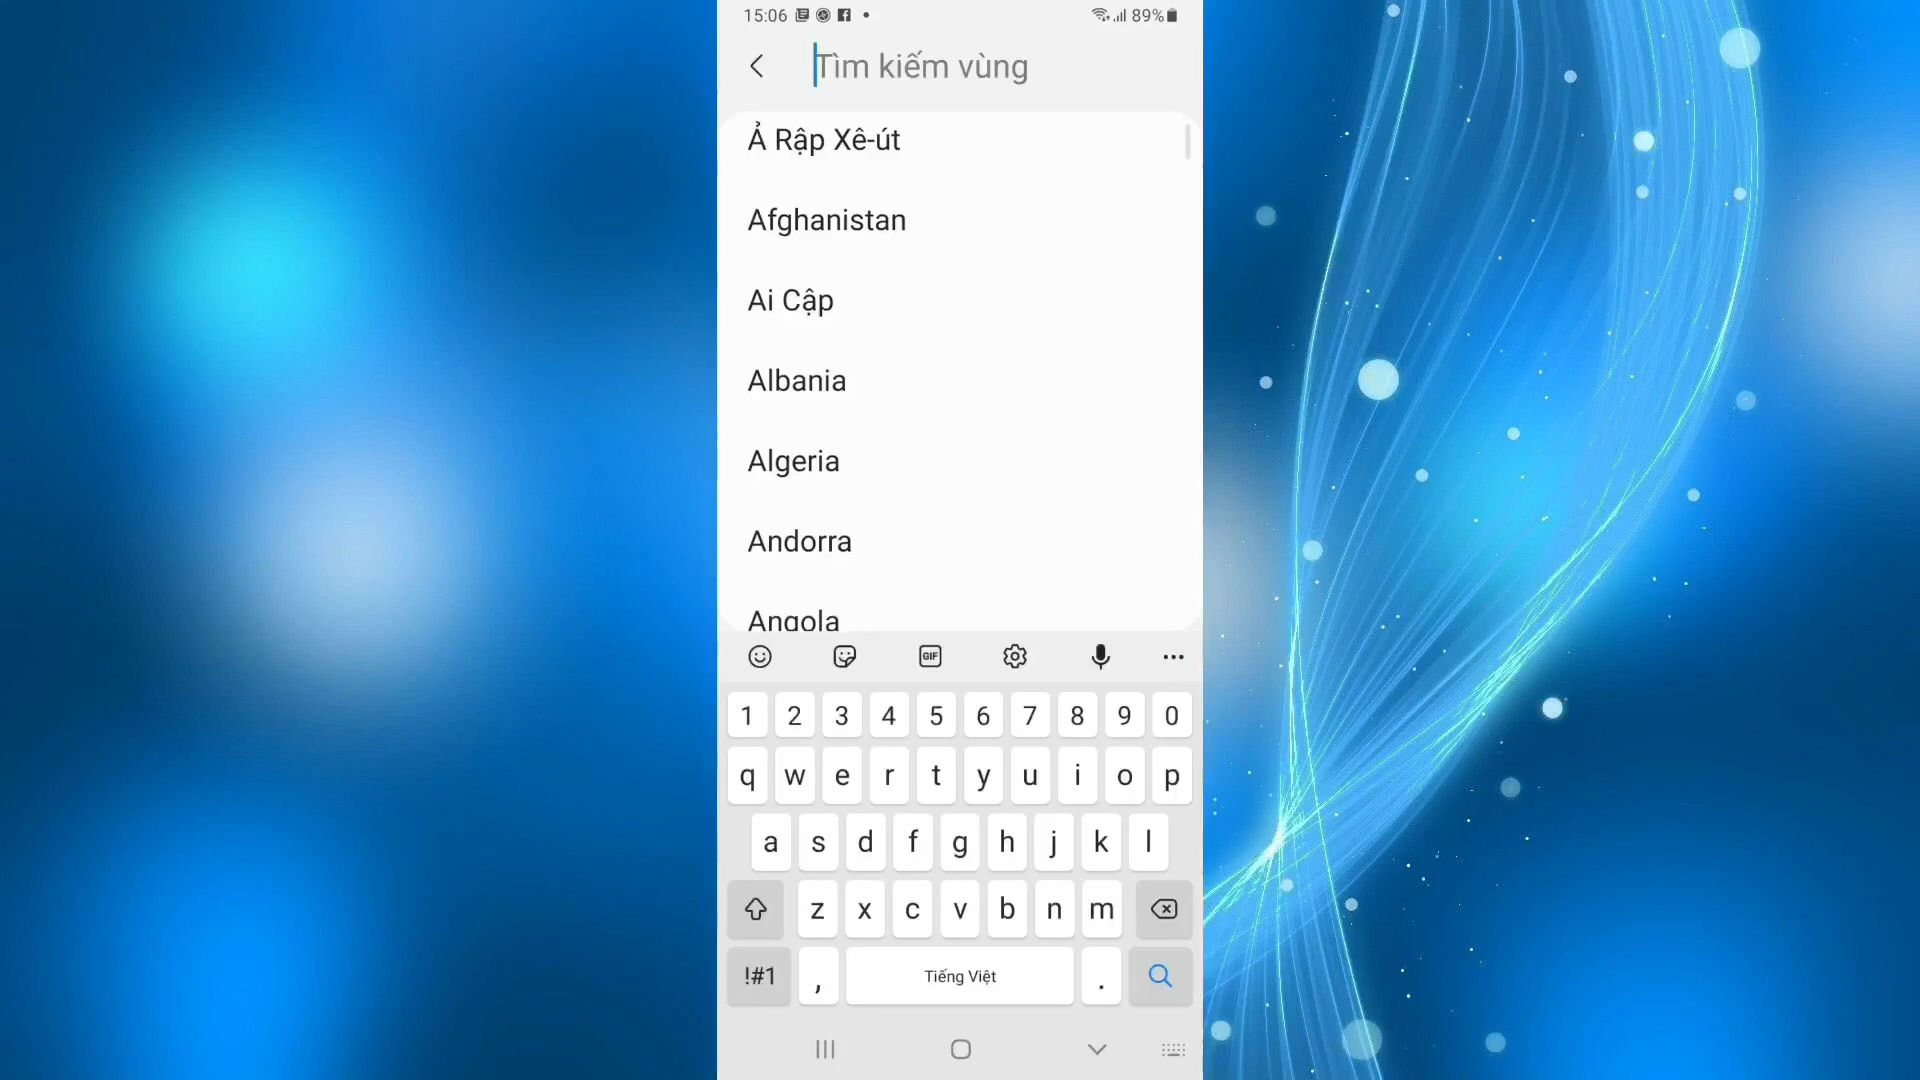 15:06 89%
Tìm kiếm vùng
Ả Rập Xê-út
Afghanistan
Ai Cập
Albania
Algeria
Andorra
Angola
GIF
1 2 3 4 5 6 7 8 9 0
q w e r t y u i o p
a s d f g h j k l
z x c v b n m
!#1 , Tiếng Việt .